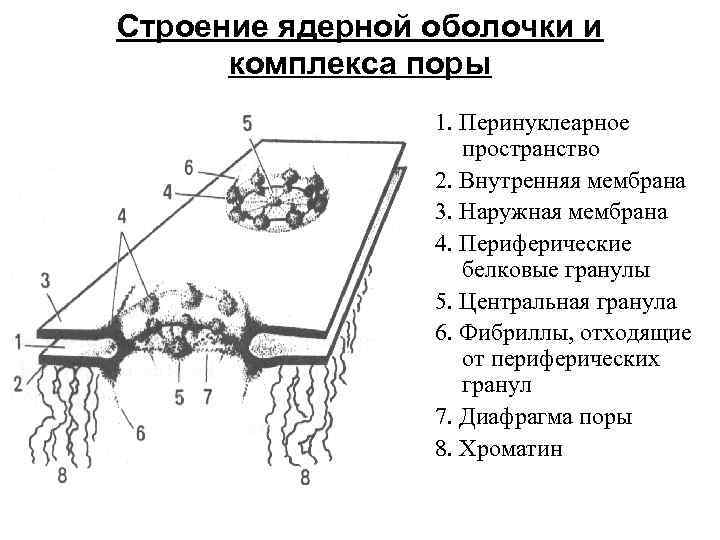 Строение ядерной оболочки и
комплекса поры
1. Перинуклеарное
пространство
2. Внутренняя мембрана
3. Наружная мембрана
4. Периферические
белковые гранулы
5. Центральная гранула
6. Фибриллы, отходящие
от периферических
гранул
7. Диафрагма поры
8. Хроматин
5
6
4
4
3
1
2
5 7
6
8
8